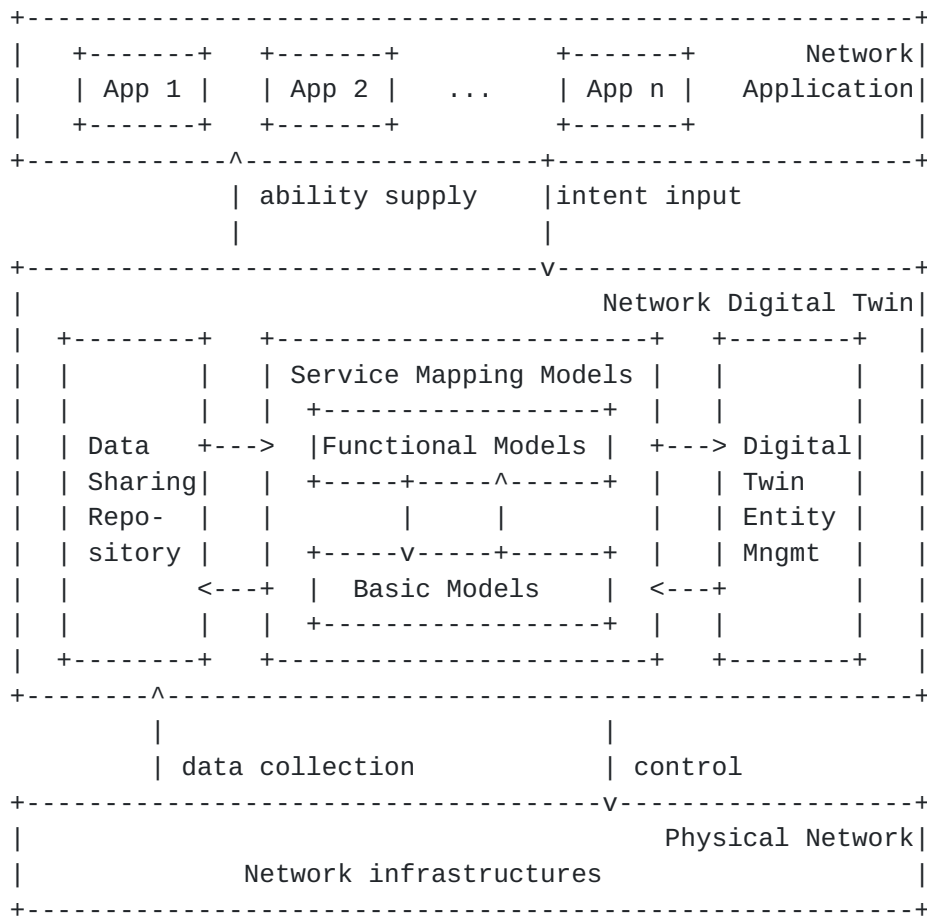 Network
App 1 App 2 ... App n Application
ability supply intent input
Network Digital Twin
Service Mapping Models
Data Functional Models Digital
Sharing Twin
Repo- Entity
sitory Mngmt
Basic Models
data collection control
Physical Network
Network infrastructures